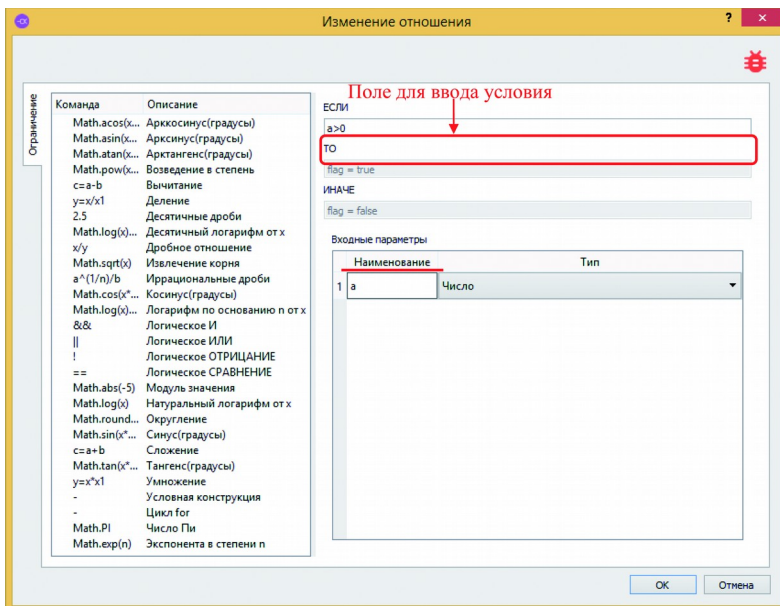 Изменение отношения
?
×
Ограничение
Команда Описание
Math.acos(x... Арккосинус(градусы)
Math.asin(x... Арксинус(градусы)
Math.atan(x... Арктангенс(градусы)
Math.pow(x... Возведение в степень
c=a-b Вычитание
y=x/x1 Деление
2.5 Десятичные дроби
Math.log(x)... Десятичный логарифм от x
x/y Дробное отношение
Math.sqrt(x) Извлечение корня
a^(1/n)/b Иррациональные дроби
Math.cos(x*... Косинус(градусы)
Math.log(x)... Логарифм по основанию n от x
&& Логическое И
|| Логическое ИЛИ
! Логическое ОТРИЦАНИЕ
== Логическое СРАВНЕНИЕ
Math.abs(-5) Модуль значения
Math.log(x) Натуральный логарифм от x
Math.round... Округление
Math.sin(x*... Синус(градусы)
c=a+b Сложение
Math.tan(x*... Тангенс(градусы)
y=x*x1 Умножение
- Условная конструкция
- Цикл for
Math.PI Число Пи
Math.exp(n) Экспонента в степени n
Поле для ввода условия
ЕСЛИ
a>0
ТО
flag = true
ИНАЧЕ
flag = false
Входные параметры
Наименование Тип
1 a Число
OK Отмена